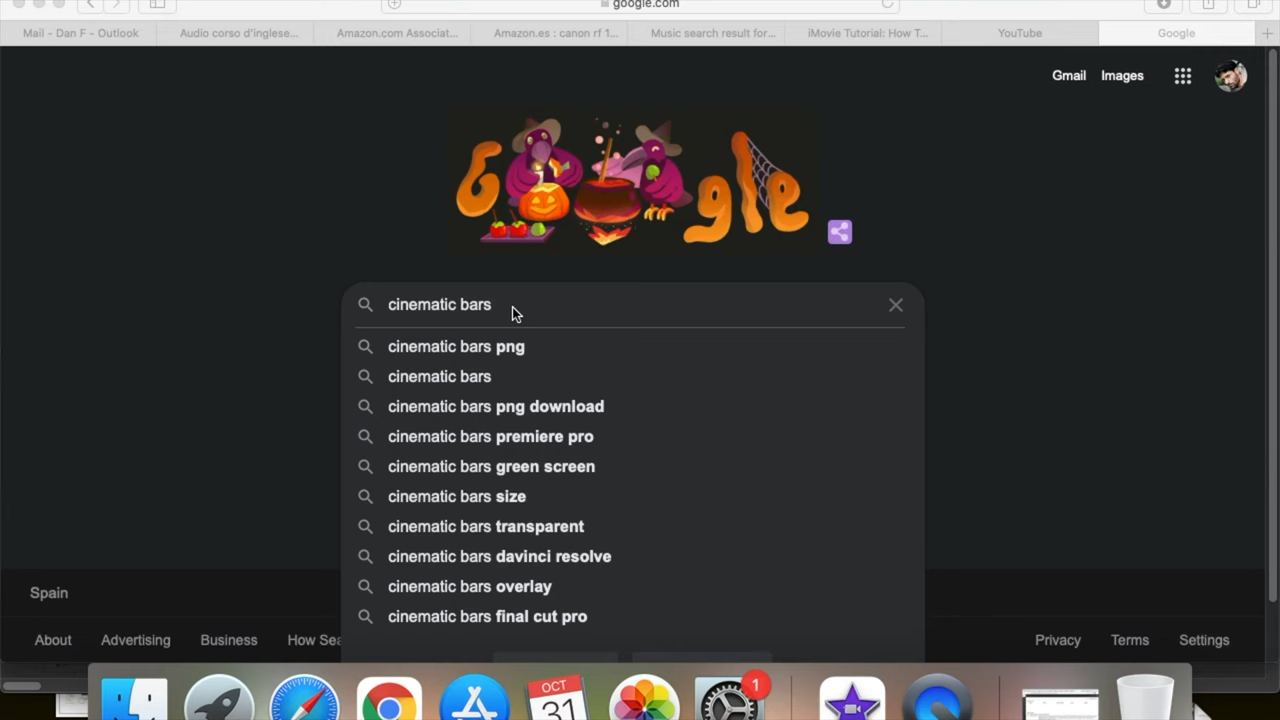 google.com
Mail - Dan F - Outlook
Audio corso d'inglese...
Amazon.com Associat...
Amazon.es : canon rf 1...
Music search result for...
iMovie Tutorial: How T...
YouTube
Google
Gmail Images
Google
cinematic bars
cinematic bars png
cinematic bars
cinematic bars png download
cinematic bars premiere pro
cinematic bars green screen
cinematic bars size
cinematic bars transparent
cinematic bars davinci resolve
cinematic bars overlay
cinematic bars final cut pro
Spain
About Advertising Business How Sea Privacy Terms Settings
1
OCT
31